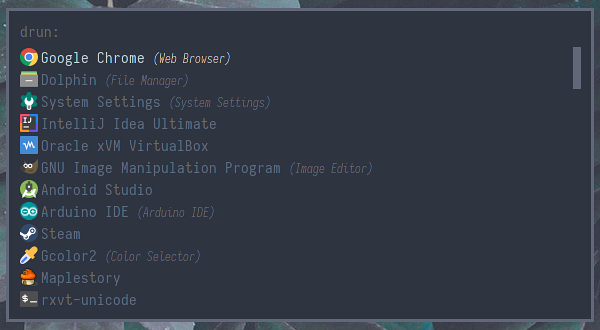 drun:
Google Chrome (Web Browser)
Dolphin (File Manager)
System Settings (System Settings)
IntelliJ Idea Ultimate
Oracle xVM VirtualBox
GNU Image Manipulation Program (Image Editor)
Android Studio
Arduino IDE (Arduino IDE)
Steam
Gcolor2 (Color Selector)
Maplestory
rxvt-unicode